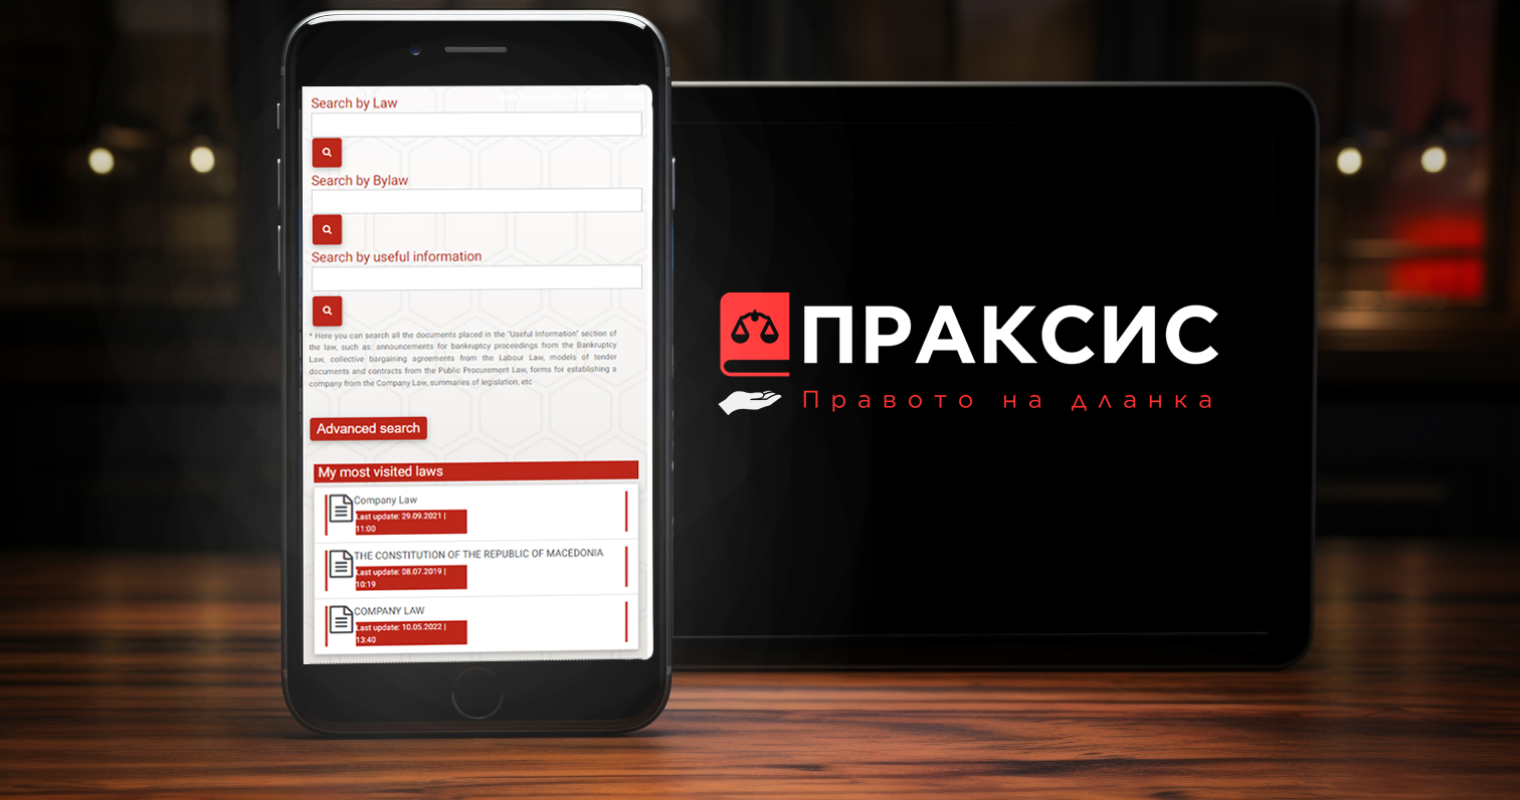 Search by Law
Search by Bylaw
Search by useful information
* Here you can search all the documents placed in the "Useful Information" section of
the law, such as: announcements for bankruptcy proceedings from the Bankruptcy
Law, collective bargaining agreements from the Labour Law, models of tender
documents and contracts from the Public Procurement Law, forms for establishing a
company from the Company Law, summaries of legislation, etc
Advanced search
My most visited laws
Company Law
Last update: 29.09.2021 |
11:00
THE CONSTITUTION OF THE REPUBLIC OF MACEDONIA
Last update: 08.07.2019 |
10:19
COMPANY LAW
Last update: 10.05.2022 |
13:40
ПРАКСИС
Правото на дланка